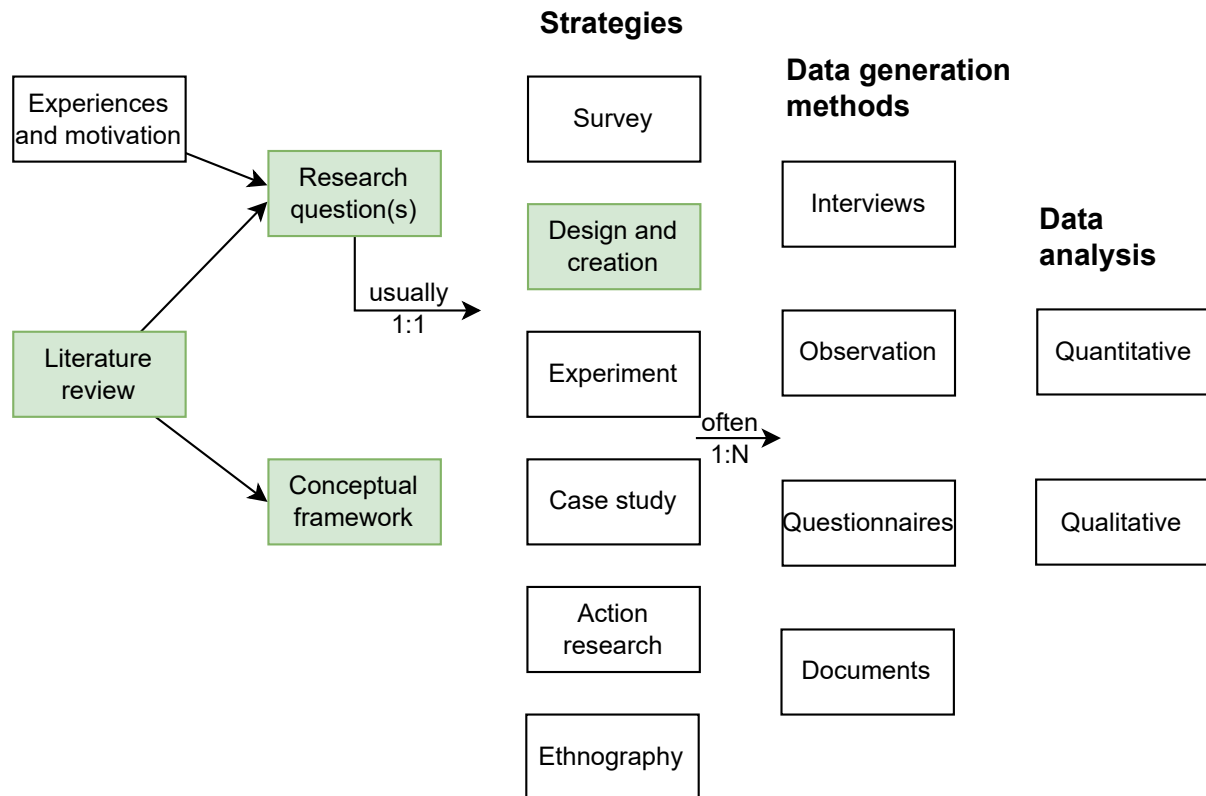 Strategies
Data generation
methods
Data
analysis
Experiences
and motivation
Research
question(s)
Literature
review
Conceptual
framework
usually
1:1
Survey
Design and
creation
Experiment
Case study
Action
research
Ethnography
often
1:N
Interviews
Observation
Questionnaires
Documents
Quantitative
Qualitative